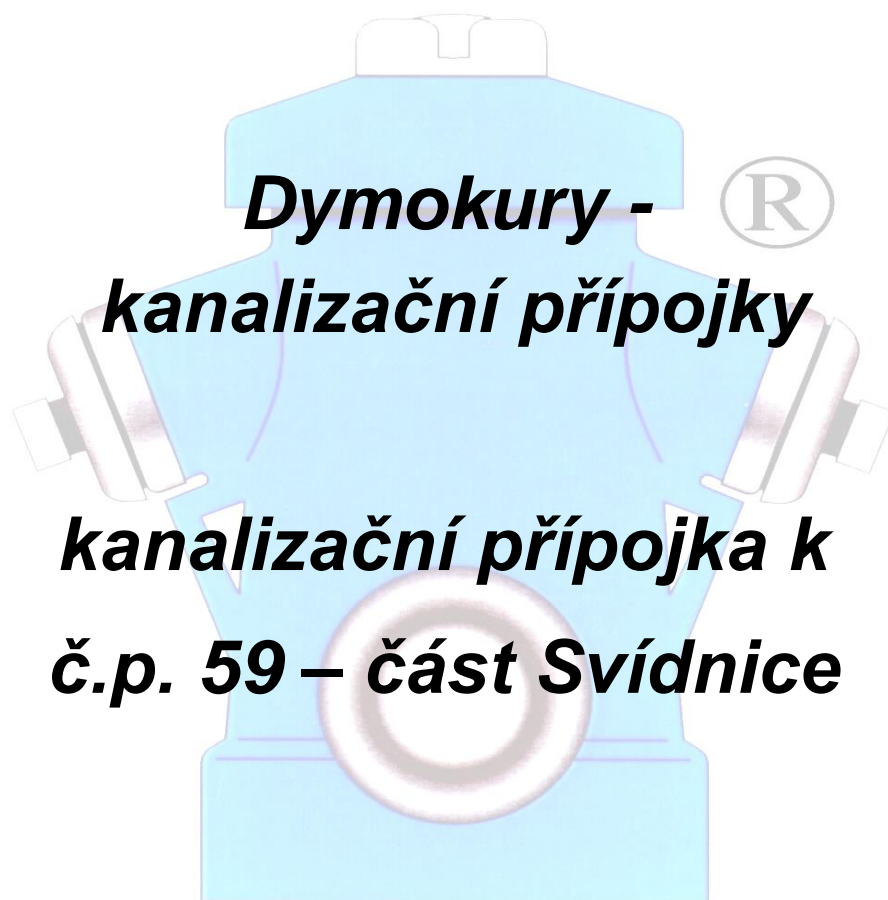 Dymokury - ®
kanalizační přípojky
kanalizační přípojka k
č.p. 59 – část Svídnice